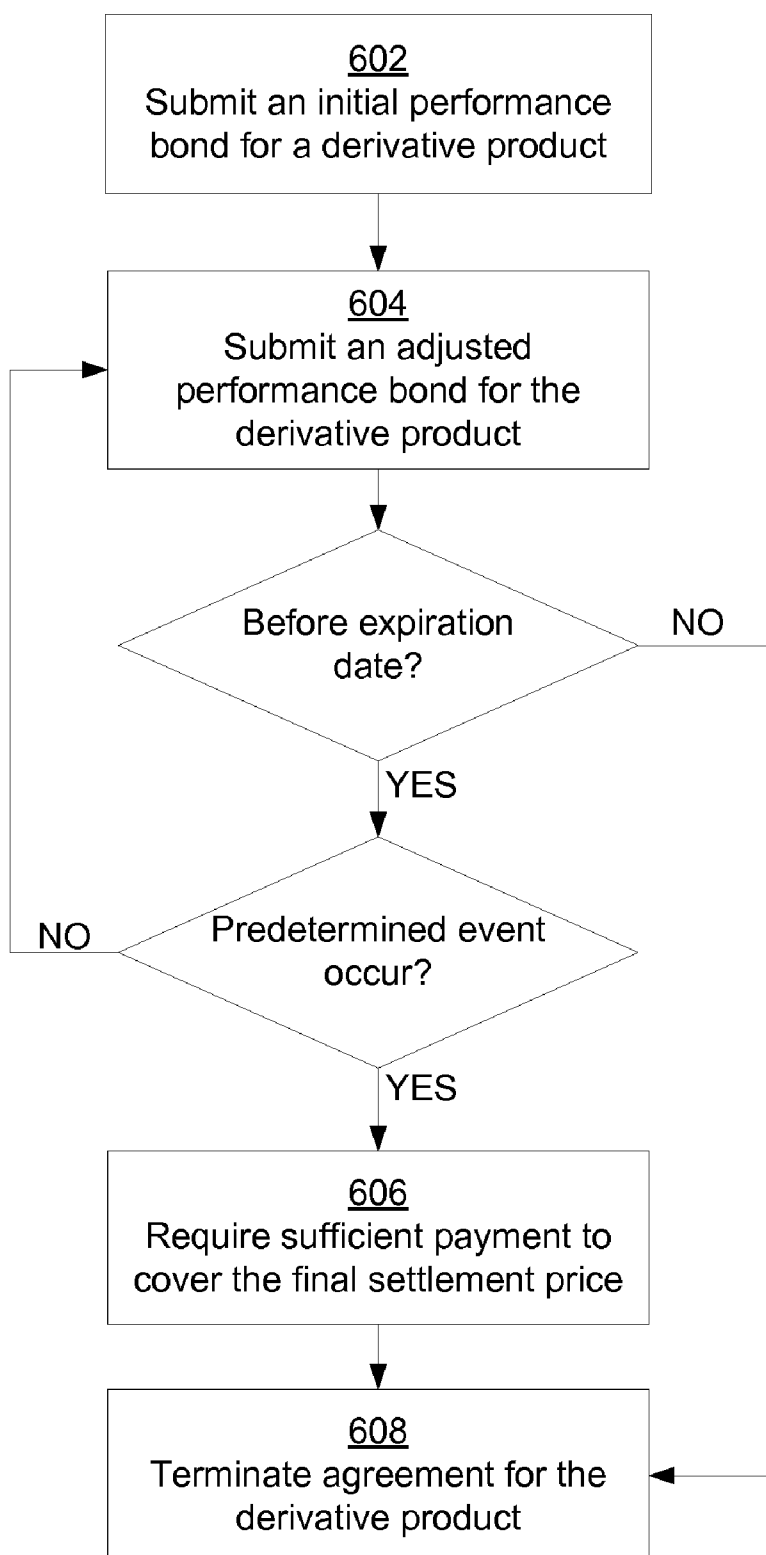 602
Submit an initial performance
bond for a derivative product
604
Submit an adjusted
performance bond for the
derivative product
Before expiration
date?
NO
YES
Predetermined event
occur?
NO
YES
606
Require sufficient payment to
cover the final settlement price
608
Terminate agreement for the
derivative product